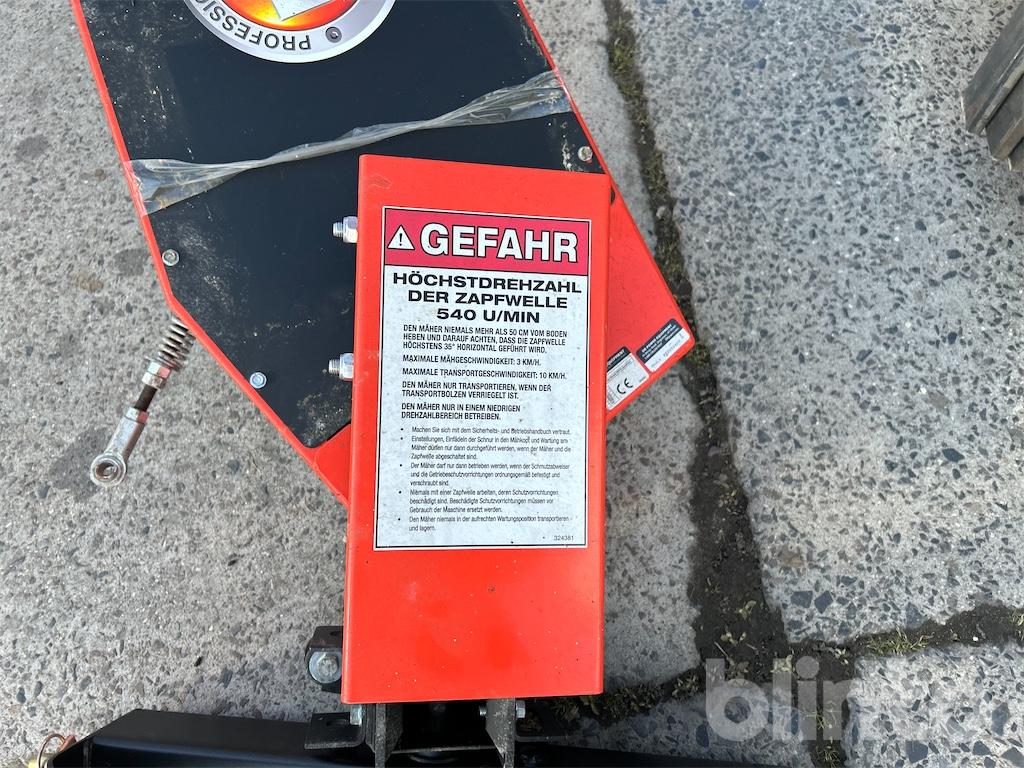 PROFESSIO
GEFAHR
HÖCHSTDREHZAHL
DER ZAPFWELLE
540 U/MIN
DEN MÄHER NIEMALS MEHR ALS 50 CM VOM BODEN
HEBEN UND DARAUF ACHTEN, DASS DIE ZAPFWELLE
HÖCHSTENS 35° HORIZONTAL GEFÜHRT WIRD.
MAXIMALE MÄHGESCHWINDIGKEIT: 3 KM/H.
MAXIMALE TRANSPORTGESCHWINDIGKEIT: 10 KM/H.
DEN MÄHER NUR TRANSPORTIEREN, WENN DER
TRANSPORTBOLZEN VERRIEGELT IST.
DEN MÄHER NUR IN EINEM NIEDRIGEN
DREHZAHLBEREICH BETREIBEN.
• Machen Sie sich mit dem Sicherheits- und Betriebshandbuch vertraut.
• Einstellungen, Einfädeln der Schnur in den Mähkopf und Wartung am
Mäher dürfen nur dann durchgeführt werden, wenn der Mäher und die
Zapfwelle abgeschaltet sind.
• Der Mäher darf nur dann betrieben werden, wenn der Schmutzabweiser
und die Getriebeschutzvorrichtungen ordnungsgemäß befestigt und
verschraubt sind.
• Niemals mit einer Zapfwelle arbeiten, deren Schutzvorrichtungen
beschädigt sind. Beschädigte Schutzvorrichtungen müssen vor
Gebrauch der Maschine ersetzt werden.
• Den Mäher niemals in der aufrechten Wartungsposition transportieren -
und lagern.
324381
CE
blinto